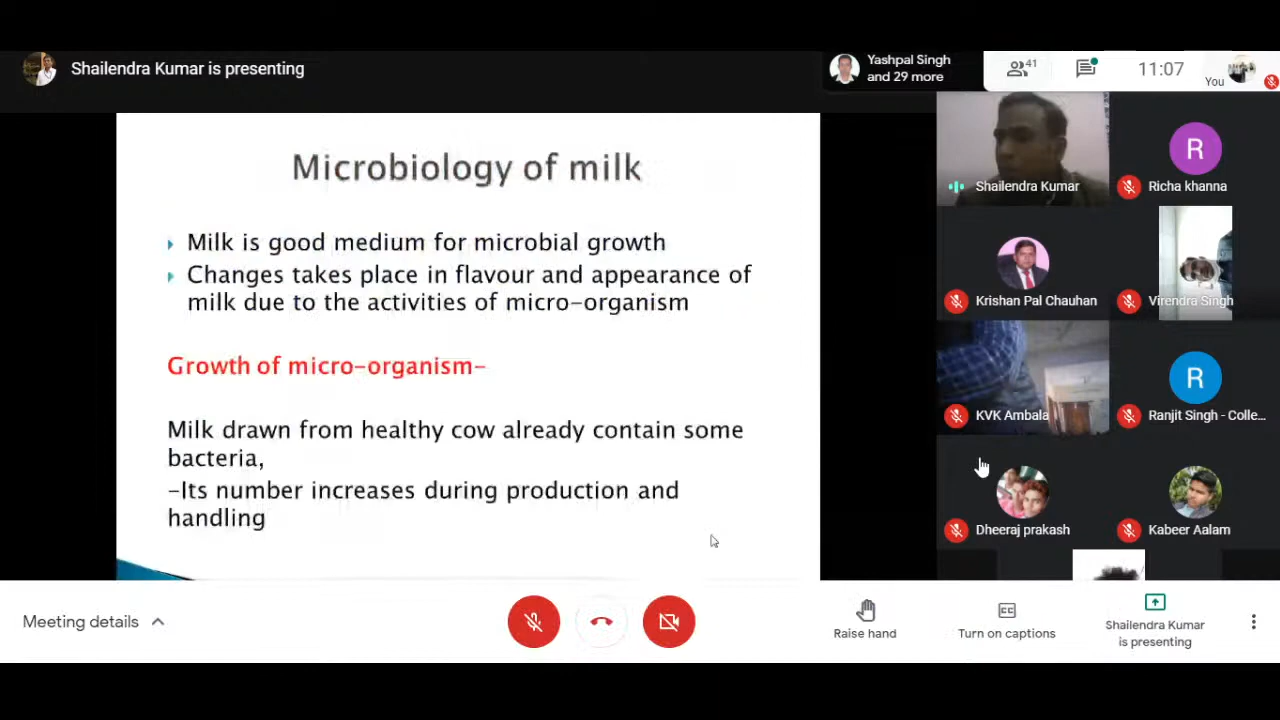 Shailendra Kumar is presenting
Yashpal Singh
and 29 more
41
11:07
You
Microbiology of milk
Milk is good medium for microbial growth
Changes takes place in flavour and appearance of
milk due to the activities of micro-organism
Growth of micro-organism-
Milk drawn from healthy cow already contain some
bacteria,
-Its number increases during production and
handling
Shailendra Kumar
R
Richa khanna
Krishan Pal Chauhan
Virendra Singh
KVK Ambala
R
Ranjit Singh - Colle...
Dheeraj prakash
Kabeer Aalam
Meeting details
Raise hand
CC
Turn on captions
Shailendra Kumar
is presenting